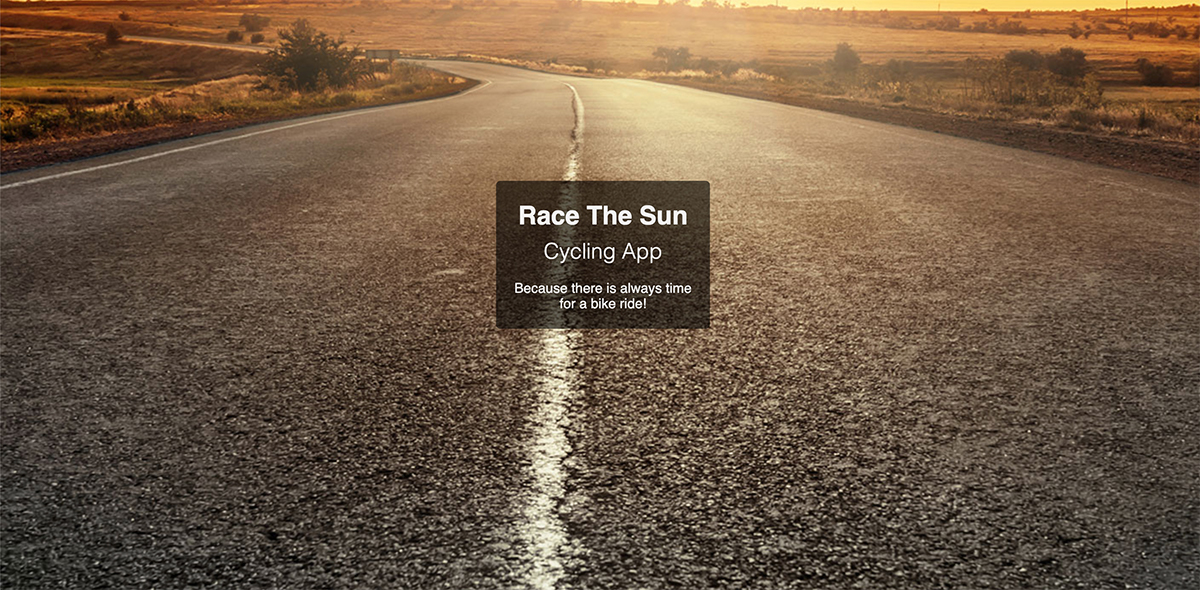 Race The Sun
Cycling App
Because there is always time
for a bike ride!